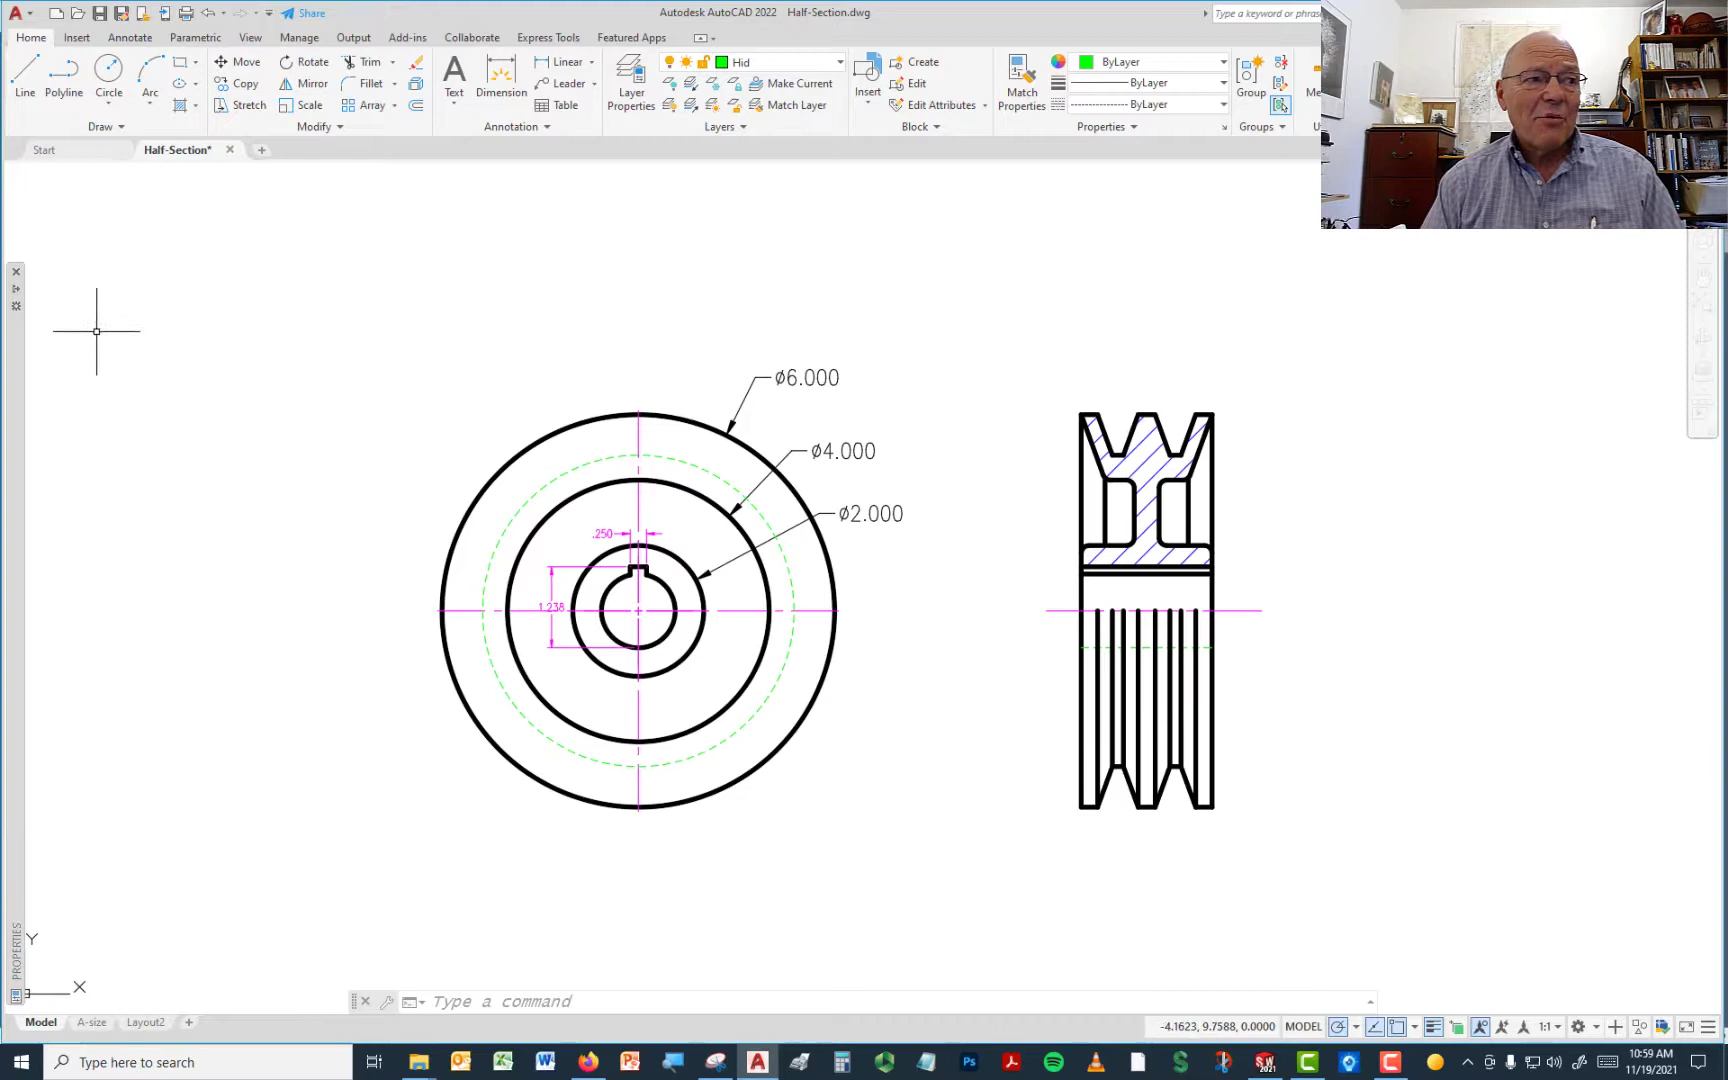 Share
Autodesk AutoCAD 2022 Half-Section.dwg
Type a keyword or phras
Home Insert Annotate Parametric View Manage Output Add-ins Collaborate Express Tools Featured Apps
Line
Polyline
Circle
Arc
Draw
Move
Copy
Stretch
Rotate
Mirror
Scale
Trim
Fillet
Array
Modify
Text
Dimension
Linear
Leader
Table
Annotation
Layer
Properties
Hid
Make Current
Match Layer
Layers
Insert
Create
Edit
Edit Attributes
Block
Match
Properties
ByLayer
ByLayer
ByLayer
Properties
Group
Groups
Me
U
Start
Half-Section*
ø6.000
ø4.000
ø2.000
.250
1.238
PROPERTIES
Y
X
Type a command
Model A-size Layout2
-4.1623, 9.7588, 0.0000 MODEL 1:1
Type here to search
10:59 AM
11/19/2021